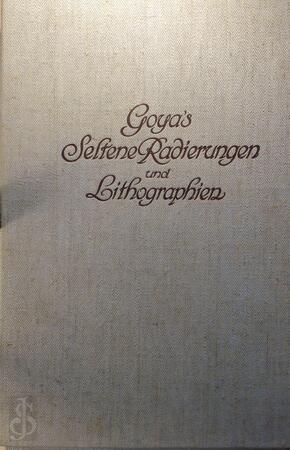 Goya's
Seltene Radierungen
und
Lithographien